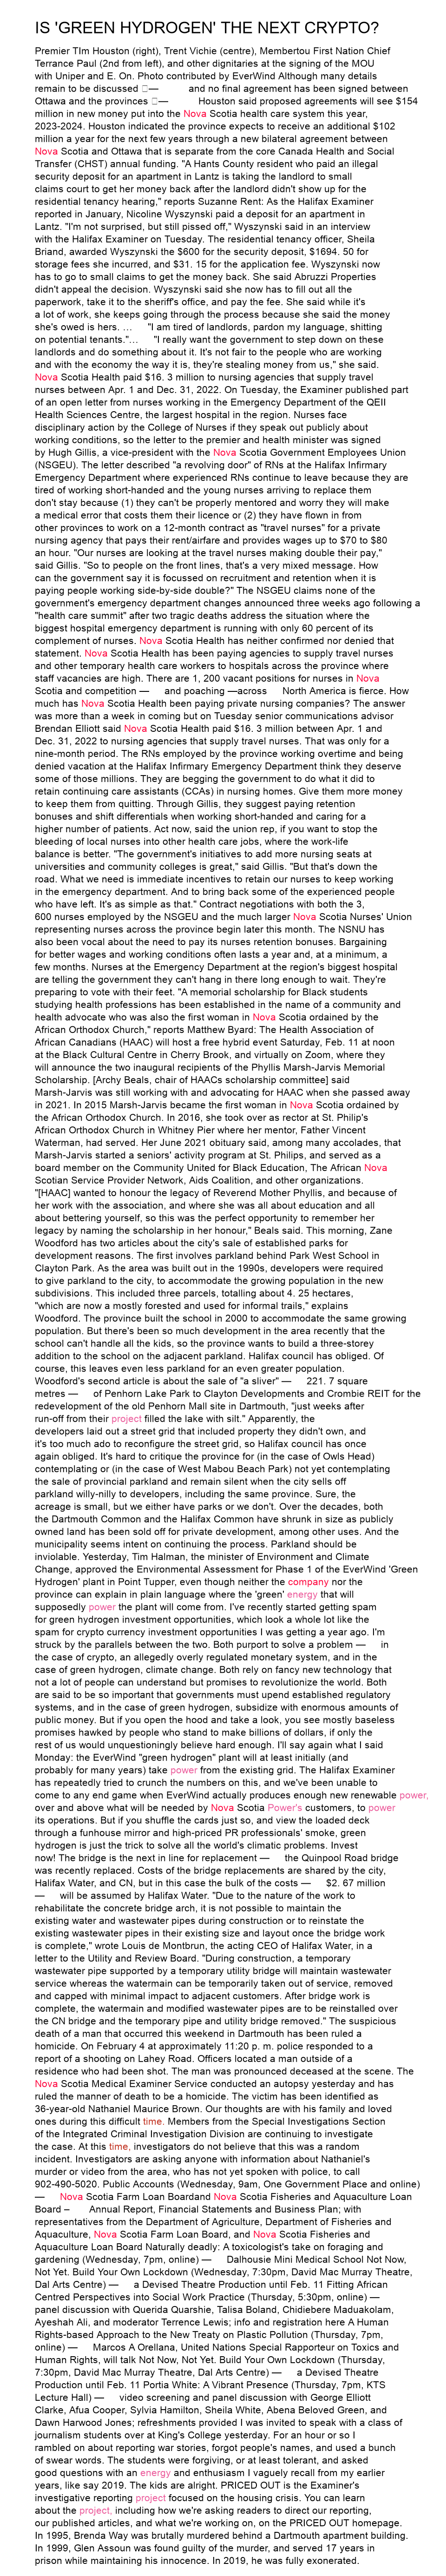 IS 'GREEN HYDROGEN' THE NEXT CRYPTO?
Premier TIm Houston (right), Trent Vichie (centre), Membertou First Nation Chief
Terrance Paul (2nd from left), and other dignitaries at the signing of the MOU
with Uniper and E. On. Photo contributed by EverWind Although many details
remain to be discussed — and no final agreement has been signed between
Ottawa and the provinces — Houston said proposed agreements will see $154
million in new money put into the Nova Scotia health care system this year,
2023-2024. Houston indicated the province expects to receive an additional $102
million a year for the next few years through a new bilateral agreement between
Nova Scotia and Ottawa that is separate from the core Canada Health and Social
Transfer (CHST) annual funding. "A Hants County resident who paid an illegal
security deposit for an apartment in Lantz is taking the landlord to small
claims court to get her money back after the landlord didn't show up for the
residential tenancy hearing," reports Suzanne Rent: As the Halifax Examiner
reported in January, Nicoline Wyszynski paid a deposit for an apartment in
Lantz. "I'm not surprised, but still pissed off," Wyszynski said in an interview
with the Halifax Examiner on Tuesday. The residential tenancy officer, Sheila
Briand, awarded Wyszynski the $600 for the security deposit, $1694. 50 for
storage fees she incurred, and $31. 15 for the application fee. Wyszynski now
has to go to small claims to get the money back. She said Abruzzi Properties
didn't appeal the decision. Wyszynski said she now has to fill out all the
paperwork, take it to the sheriff's office, and pay the fee. She said while it's
a lot of work, she keeps going through the process because she said the money
she's owed is hers. … "I am tired of landlords, pardon my language, shitting
on potential tenants."… "I really want the government to step down on these
landlords and do something about it. It's not fair to the people who are working
and with the economy the way it is, they're stealing money from us," she said.
Nova Scotia Health paid $16. 3 million to nursing agencies that supply travel
nurses between Apr. 1 and Dec. 31, 2022. On Tuesday, the Examiner published part
of an open letter from nurses working in the Emergency Department of the QEII
Health Sciences Centre, the largest hospital in the region. Nurses face
disciplinary action by the College of Nurses if they speak out publicly about
working conditions, so the letter to the premier and health minister was signed
by Hugh Gillis, a vice-president with the Nova Scotia Government Employees Union
(NSGEU). The letter described "a revolving door" of RNs at the Halifax Infirmary
Emergency Department where experienced RNs continue to leave because they are
tired of working short-handed and the young nurses arriving to replace them
don't stay because (1) they can't be properly mentored and worry they will make
a medical error that costs them their licence or (2) they have flown in from
other provinces to work on a 12-month contract as "travel nurses" for a private
nursing agency that pays their rent/airfare and provides wages up to $70 to $80
an hour. "Our nurses are looking at the travel nurses making double their pay,"
said Gillis. "So to people on the front lines, that's a very mixed message. How
can the government say it is focussed on recruitment and retention when it is
paying people working side-by-side double?" The NSGEU claims none of the
government's emergency department changes announced three weeks ago following a
"health care summit" after two tragic deaths address the situation where the
biggest hospital emergency department is running with only 60 percent of its
complement of nurses. Nova Scotia Health has neither confirmed nor denied that
statement. Nova Scotia Health has been paying agencies to supply travel nurses
and other temporary health care workers to hospitals across the province where
staff vacancies are high. There are 1, 200 vacant positions for nurses in Nova
Scotia and competition — and poaching —across North America is fierce. How
much has Nova Scotia Health been paying private nursing companies? The answer
was more than a week in coming but on Tuesday senior communications advisor
Brendan Elliott said Nova Scotia Health paid $16. 3 million between Apr. 1 and
Dec. 31, 2022 to nursing agencies that supply travel nurses. That was only for a
nine-month period. The RNs employed by the province working overtime and being
denied vacation at the Halifax Infirmary Emergency Department think they deserve
some of those millions. They are begging the government to do what it did to
retain continuing care assistants (CCAs) in nursing homes. Give them more money
to keep them from quitting. Through Gillis, they suggest paying retention
bonuses and shift differentials when working short-handed and caring for a
higher number of patients. Act now, said the union rep, if you want to stop the
bleeding of local nurses into other health care jobs, where the work-life
balance is better. "The government's initiatives to add more nursing seats at
universities and community colleges is great," said Gillis. "But that's down the
road. What we need is immediate incentives to retain our nurses to keep working
in the emergency department. And to bring back some of the experienced people
who have left. It's as simple as that." Contract negotiations with both the 3,
600 nurses employed by the NSGEU and the much larger Nova Scotia Nurses' Union
representing nurses across the province begin later this month. The NSNU has
also been vocal about the need to pay its nurses retention bonuses. Bargaining
for better wages and working conditions often lasts a year and, at a minimum, a
few months. Nurses at the Emergency Department at the region's biggest hospital
are telling the government they can't hang in there long enough to wait. They're
preparing to vote with their feet. "A memorial scholarship for Black students
studying health professions has been established in the name of a community and
health advocate who was also the first woman in Nova Scotia ordained by the
African Orthodox Church," reports Matthew Byard: The Health Association of
African Canadians (HAAC) will host a free hybrid event Saturday, Feb. 11 at noon
at the Black Cultural Centre in Cherry Brook, and virtually on Zoom, where they
will announce the two inaugural recipients of the Phyllis Marsh-Jarvis Memorial
Scholarship. [Archy Beals, chair of HAACs scholarship committee] said
Marsh-Jarvis was still working with and advocating for HAAC when she passed away
in 2021. In 2015 Marsh-Jarvis became the first woman in Nova Scotia ordained by
the African Orthodox Church. In 2016, she took over as rector at St. Philip's
African Orthodox Church in Whitney Pier where her mentor, Father Vincent
Waterman, had served. Her June 2021 obituary said, among many accolades, that
Marsh-Jarvis started a seniors' activity program at St. Philips, and served as a
board member on the Community United for Black Education, The African Nova
Scotian Service Provider Network, Aids Coalition, and other organizations.
"[HAAC] wanted to honour the legacy of Reverend Mother Phyllis, and because of
her work with the association, and where she was all about education and all
about bettering yourself, so this was the perfect opportunity to remember her
legacy by naming the scholarship in her honour," Beals said. This morning, Zane
Woodford has two articles about the city's sale of established parks for
development reasons. The first involves parkland behind Park West School in
Clayton Park. As the area was built out in the 1990s, developers were required
to give parkland to the city, to accommodate the growing population in the new
subdivisions. This included three parcels, totalling about 4. 25 hectares,
"which are now a mostly forested and used for informal trails," explains
Woodford. The province built the school in 2000 to accommodate the same growing
population. But there's been so much development in the area recently that the
school can't handle all the kids, so the province wants to build a three-storey
addition to the school on the adjacent parkland. Halifax council has obliged. Of
course, this leaves even less parkland for an even greater population.
Woodford's second article is about the sale of "a sliver" — 221. 7 square
metres — of Penhorn Lake Park to Clayton Developments and Crombie REIT for the
redevelopment of the old Penhorn Mall site in Dartmouth, "just weeks after
run-off from their project filled the lake with silt." Apparently, the
developers laid out a street grid that included property they didn't own, and
it's too much ado to reconfigure the street grid, so Halifax council has once
again obliged. It's hard to critique the province for (in the case of Owls Head)
contemplating or (in the case of West Mabou Beach Park) not yet contemplating
the sale of provincial parkland and remain silent when the city sells off
parkland willy-nilly to developers, including the same province. Sure, the
acreage is small, but we either have parks or we don't. Over the decades, both
the Dartmouth Common and the Halifax Common have shrunk in size as publicly
owned land has been sold off for private development, among other uses. And the
municipality seems intent on continuing the process. Parkland should be
inviolable. Yesterday, Tim Halman, the minister of Environment and Climate
Change, approved the Environmental Assessment for Phase 1 of the EverWind 'Green
Hydrogen' plant in Point Tupper, even though neither the company nor the
province can explain in plain language where the 'green' energy that will
supposedly power the plant will come from. I've recently started getting spam
for green hydrogen investment opportunities, which look a whole lot like the
spam for crypto currency investment opportunities I was getting a year ago. I'm
struck by the parallels between the two. Both purport to solve a problem — in
the case of crypto, an allegedly overly regulated monetary system, and in the
case of green hydrogen, climate change. Both rely on fancy new technology that
not a lot of people can understand but promises to revolutionize the world. Both
are said to be so important that governments must upend established regulatory
systems, and in the case of green hydrogen, subsidize with enormous amounts of
public money. But if you open the hood and take a look, you see mostly baseless
promises hawked by people who stand to make billions of dollars, if only the
rest of us would unquestioningly believe hard enough. I'll say again what I said
Monday: the EverWind "green hydrogen" plant will at least initially (and
probably for many years) take power from the existing grid. The Halifax Examiner
has repeatedly tried to crunch the numbers on this, and we've been unable to
come to any end game when EverWind actually produces enough new renewable power,
over and above what will be needed by Nova Scotia Power's customers, to power
its operations. But if you shuffle the cards just so, and view the loaded deck
through a funhouse mirror and high-priced PR professionals' smoke, green
hydrogen is just the trick to solve all the world's climatic problems. Invest
now! The bridge is the next in line for replacement — the Quinpool Road bridge
was recently replaced. Costs of the bridge replacements are shared by the city,
Halifax Water, and CN, but in this case the bulk of the costs — $2. 67 million
— will be assumed by Halifax Water. "Due to the nature of the work to
rehabilitate the concrete bridge arch, it is not possible to maintain the
existing water and wastewater pipes during construction or to reinstate the
existing wastewater pipes in their existing size and layout once the bridge work
is complete," wrote Louis de Montbrun, the acting CEO of Halifax Water, in a
letter to the Utility and Review Board. "During construction, a temporary
wastewater pipe supported by a temporary utility bridge will maintain wastewater
service whereas the watermain can be temporarily taken out of service, removed
and capped with minimal impact to adjacent customers. After bridge work is
complete, the watermain and modified wastewater pipes are to be reinstalled over
the CN bridge and the temporary pipe and utility bridge removed." The suspicious
death of a man that occurred this weekend in Dartmouth has been ruled a
homicide. On February 4 at approximately 11:20 p. m. police responded to a
report of a shooting on Lahey Road. Officers located a man outside of a
residence who had been shot. The man was pronounced deceased at the scene. The
Nova Scotia Medical Examiner Service conducted an autopsy yesterday and has
ruled the manner of death to be a homicide. The victim has been identified as
36-year-old Nathaniel Maurice Brown. Our thoughts are with his family and loved
ones during this difficult time. Members from the Special Investigations Section
of the Integrated Criminal Investigation Division are continuing to investigate
the case. At this time, investigators do not believe that this was a random
incident. Investigators are asking anyone with information about Nathaniel's
murder or video from the area, who has not yet spoken with police, to call
902-490-5020. Public Accounts (Wednesday, 9am, One Government Place and online)
— Nova Scotia Farm Loan Boardand Nova Scotia Fisheries and Aquaculture Loan
Board – Annual Report, Financial Statements and Business Plan; with
representatives from the Department of Agriculture, Department of Fisheries and
Aquaculture, Nova Scotia Farm Loan Board, and Nova Scotia Fisheries and
Aquaculture Loan Board Naturally deadly: A toxicologist's take on foraging and
gardening (Wednesday, 7pm, online) — Dalhousie Mini Medical School Not Now,
Not Yet. Build Your Own Lockdown (Wednesday, 7:30pm, David Mac Murray Theatre,
Dal Arts Centre) — a Devised Theatre Production until Feb. 11 Fitting African
Centred Perspectives into Social Work Practice (Thursday, 5:30pm, online) —
panel discussion with Querida Quarshie, Talisa Boland, Chidiebere Maduakolam,
Ayeshah Ali, and moderator Terrence Lewis; info and registration here A Human
Rights-based Approach to the New Treaty on Plastic Pollution (Thursday, 7pm,
online) — Marcos A Orellana, United Nations Special Rapporteur on Toxics and
Human Rights, will talk Not Now, Not Yet. Build Your Own Lockdown (Thursday,
7:30pm, David Mac Murray Theatre, Dal Arts Centre) — a Devised Theatre
Production until Feb. 11 Portia White: A Vibrant Presence (Thursday, 7pm, KTS
Lecture Hall) — video screening and panel discussion with George Elliott
Clarke, Afua Cooper, Sylvia Hamilton, Sheila White, Abena Beloved Green, and
Dawn Harwood Jones; refreshments provided I was invited to speak with a class of
journalism students over at King's College yesterday. For an hour or so I
rambled on about reporting war stories, forgot people's names, and used a bunch
of swear words. The students were forgiving, or at least tolerant, and asked
good questions with an energy and enthusiasm I vaguely recall from my earlier
years, like say 2019. The kids are alright. PRICED OUT is the Examiner's
investigative reporting project focused on the housing crisis. You can learn
about the project, including how we're asking readers to direct our reporting,
our published articles, and what we're working on, on the PRICED OUT homepage.
In 1995, Brenda Way was brutally murdered behind a Dartmouth apartment building.
In 1999, Glen Assoun was found guilty of the murder, and served 17 years in
prison while maintaining his innocence. In 2019, he was fully exonerated.